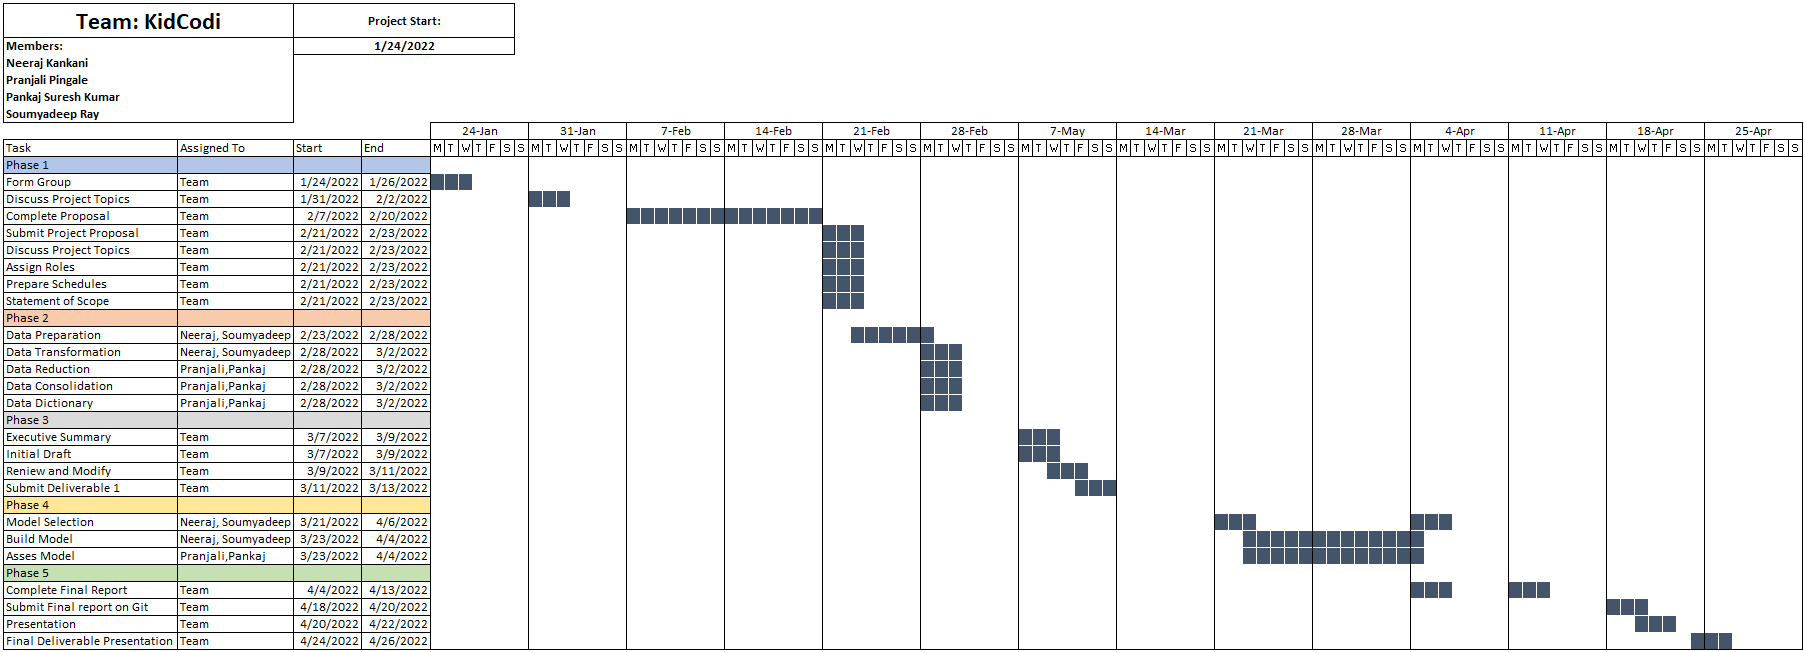 Team: KidCodi
Project Start:
Members:
1/24/2022
Neeraj Kankani
Pranjali Pingale
Pankaj Suresh Kumar
Soumyadeep Ray
24-Jan 31-Jan 7-Feb 14-Feb 21-Feb 28-Feb 7-May 14-Mar 21-Mar 28-Mar 4-Apr 11-Apr 18-Apr 25-Apr
Task Assigned To Start End M T W T F S S M T W T F S S M T W T F S S M T W T F S S M T W T F S S M T W T F S S M T W T F S S M T W T F S S M T W T F S S M T W T F S S M T W T F S S M T W T F S S M T W T F S S M T W T F S S
Phase 1
Form Group Team 1/24/2022 1/26/2022
Discuss Project Topics Team 1/31/2022 2/2/2022
Complete Proposal Team 2/7/2022 2/20/2022
Submit Project Proposal Team 2/21/2022 2/23/2022
Discuss Project Topics Team 2/21/2022 2/23/2022
Assign Roles Team 2/21/2022 2/23/2022
Prepare Schedules Team 2/21/2022 2/23/2022
Statement of Scope Team 2/21/2022 2/23/2022
Phase 2
Data Preparation Neeraj, Soumyadeep 2/23/2022 2/28/2022
Data Transformation Neeraj, Soumyadeep 2/28/2022 3/2/2022
Data Reduction Pranjali,Pankaj 2/28/2022 3/2/2022
Data Consolidation Pranjali,Pankaj 2/28/2022 3/2/2022
Data Dictionary Pranjali,Pankaj 2/28/2022 3/2/2022
Phase 3
Executive Summary Team 3/7/2022 3/9/2022
Initial Draft Team 3/7/2022 3/9/2022
Reniew and Modify Team 3/9/2022 3/11/2022
Submit Deliverable 1 Team 3/11/2022 3/13/2022
Phase 4
Model Selection Neeraj, Soumyadeep 3/21/2022 4/6/2022
Build Model Neeraj, Soumyadeep 3/23/2022 4/4/2022
Asses Model Pranjali,Pankaj 3/23/2022 4/4/2022
Phase 5
Complete Final Report Team 4/4/2022 4/13/2022
Submit Final report on Git Team 4/18/2022 4/20/2022
Presentation Team 4/20/2022 4/22/2022
Final Deliverable Presentation Team 4/24/2022 4/26/2022